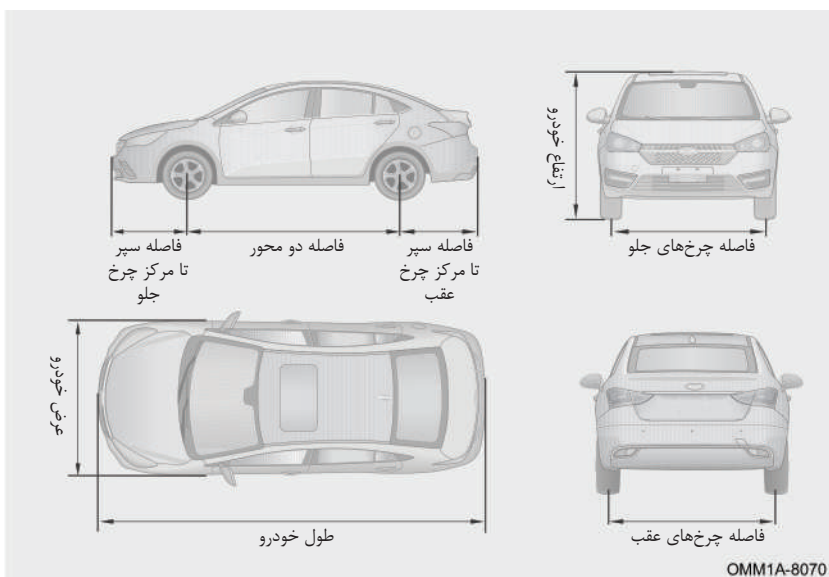 ارتفاع خودرو
فاصله چرخ‌های جلو
فاصله سپر
تا مرکز چرخ
عقب
فاصله دو محور
فاصله سپر
تا مرکز چرخ
جلو
عرض خودرو
طول خودرو
فاصله چرخ‌های عقب
OMM1A-8070